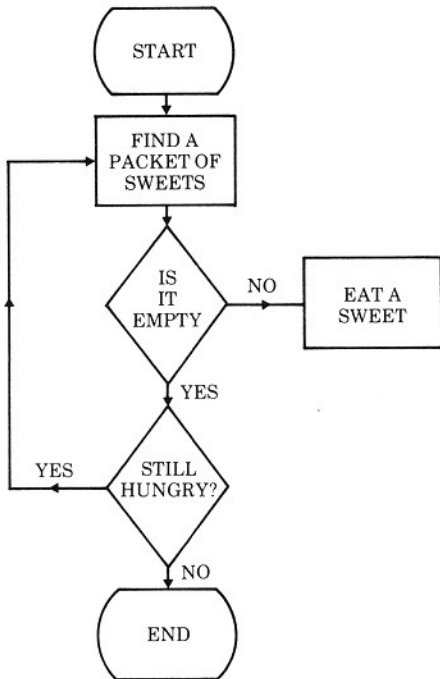 START
FIND A
PACKET OF
SWEETS
IS
IT
EMPTY
NO
EAT A
SWEET
YES
STILL
HUNGRY?
YES
NO
END